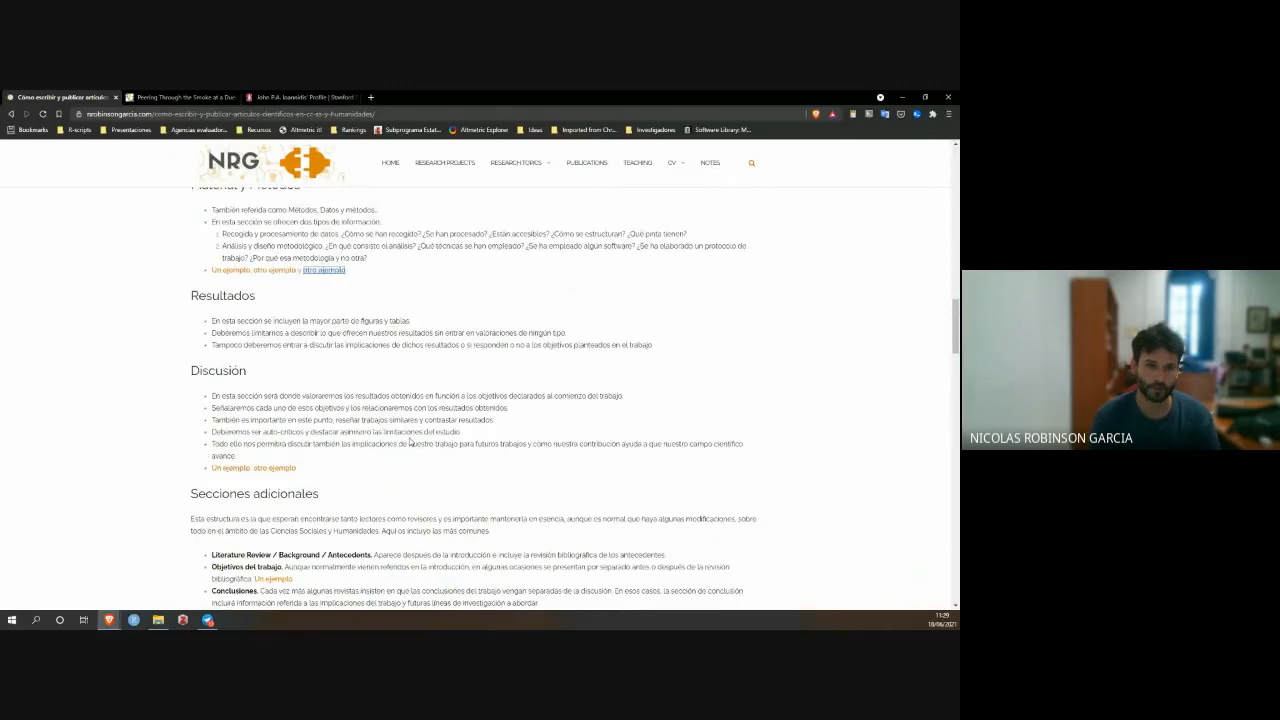 Cómo escribir y publicar artículos
Peering Through the Smoke at a Due
John P.A. Ioannidis' Profile | Stanford
nrobinsongarcia.com/como-escribir-y-publicar-articulos-cientificos-en-cc-ss-y-humanidades/
Bookmarks
R-scripts
Presentaciones
Agencias evaluador...
Recursos
Altmetric it!
Rankings
Subprograma Estat...
Altmetric Explorer
Ideas
Imported from Chr...
Investigadores
Software Library: M...
NRG
HOME
RESEARCH PROJECTS
RESEARCH TOPICS
PUBLICATIONS
TEACHING
CV
NOTES
Material y Métodos
También referida como Métodos, Datos y métodos...
En esta sección se ofrecen dos tipos de información:
1. Recogida y procesamiento de datos. ¿Cómo se han recogido? ¿Se han procesado? ¿Están accesibles? ¿Cómo se estructuran? ¿Qué pinta tienen?
2. Análisis y diseño metodológico. ¿En qué consiste el análisis? ¿Qué técnicas se han empleado? ¿Se ha empleado algún software? ¿Se ha elaborado un protocolo de
trabajo? ¿Por qué esa metodología y no otra?
Un ejemplo, otro ejemplo y otro ejemplo
Resultados
En esta sección se incluyen la mayor parte de figuras y tablas.
Deberemos limitarnos a describir lo que ofrecen nuestros resultados sin entrar en valoraciones de ningún tipo.
Tampoco deberemos entrar a discutir las implicaciones de dichos resultados o si responden o no a los objetivos planteados en el trabajo
Discusión
En esta sección será donde valoraremos los resultados obtenidos en función a los objetivos declarados al comienzo del trabajo.
Señalaremos cada uno de esos objetivos y los relacionaremos con los resultados obtenidos.
También es importante en este punto, reseñar trabajos similares y contrastar resultados.
Deberemos ser auto-críticos y destacar asimismo las limitaciones del estudio
Todo ello nos permitirá discutir también las implicaciones de nuestro trabajo para futuros trabajos y cómo nuestra contribución ayuda a que nuestro campo científico
avance.
Un ejemplo, otro ejemplo
Secciones adicionales
Esta estructura es la que esperan encontrarse tanto lectores como revisores y es importante mantenerla en esencia, aunque es normal que haya algunas modificaciones, sobre
todo en el ámbito de las Ciencias Sociales y Humanidades. Aquí os incluyo las más comunes.
Literature Review / Background / Antecedents. Aparece después de la introducción e incluye la revisión bibliográfica de los antecedentes.
Objetivos del trabajo. Aunque normalmente vienen referidos en la introducción, en algunas ocasiones se presentan por separado antes o después de la revisión
bibliográfica. Un ejemplo
Conclusiones. Cada vez más algunas revistas insisten en que las conclusiones del trabajo vengan separadas de la discusión. En esos casos, la sección de conclusión
incluirá información referida a las implicaciones del trabajo y futuras líneas de investigación a abordar.
11:29
18/06/2021
NICOLAS ROBINSON GARCIA